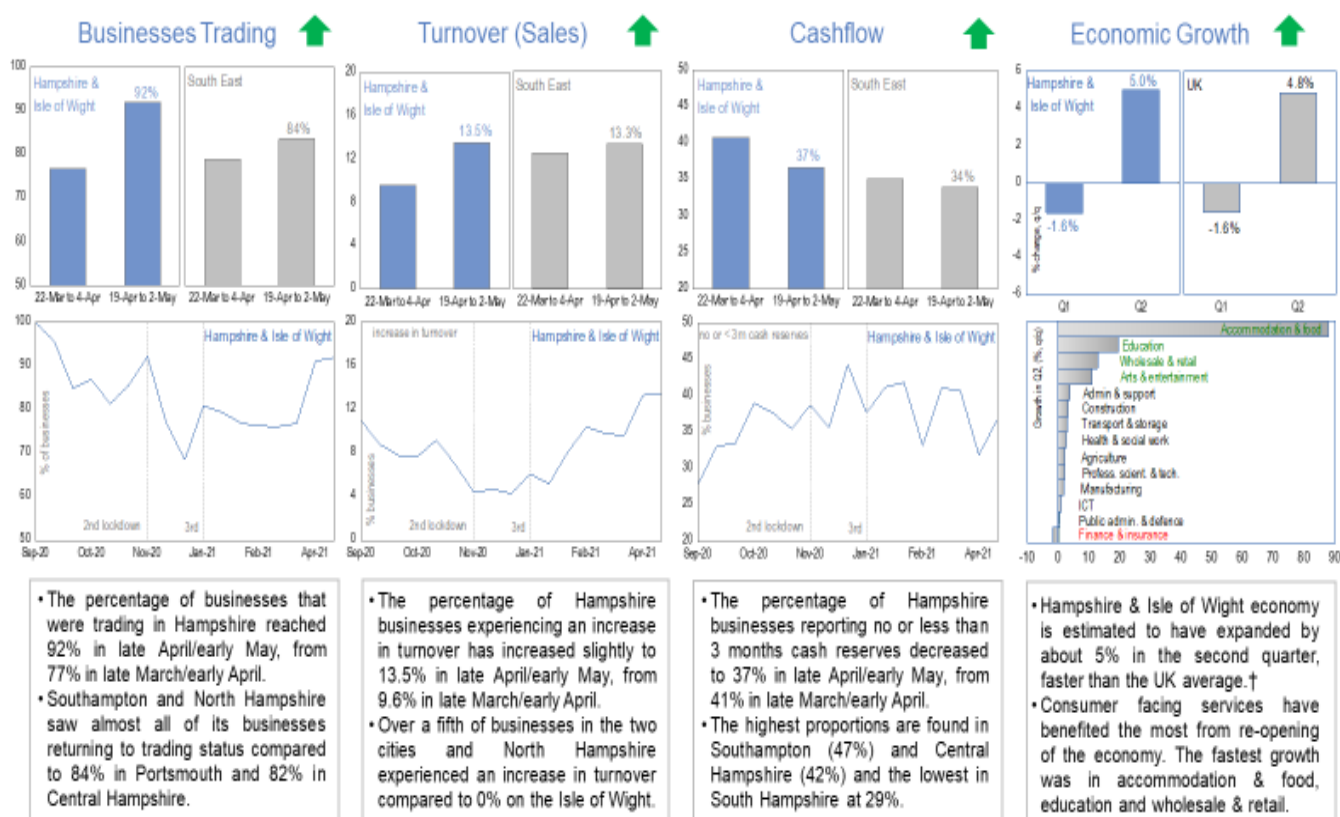 Businesses Trading
Turnover (Sales)
Cashflow
Economic Growth
100
90
80
70
60
50
Hampshire &
Isle of Wight
92%
South East
84%
22-Mar to 4-Apr
19-Apr to 2-May
22-Mar to 4-Apr
19-Apr to 2-May
20
16
12
8
4
0
Hampshire &
Isle of Wight
13.5%
South East
13.3%
22-Mar to 4-Apr
19-Apr to 2-May
22-Mar to 4-Apr
19-Apr to 2-May
50
45
40
35
30
25
20
Hampshire &
Isle of Wight
37%
South East
34%
22-Mar to 4-Apr
19-Apr to 2-May
22-Mar to 4-Apr
19-Apr to 2-May
6
4
2
0
-2
-4
-6
% change, q/q
Hampshire &
Isle of Wight
5.0%
-1.6%
UK
4.8%
-1.6%
Q1
Q2
Q1
Q2
100
90
80
70
60
50
% of businesses
Hampshire & Isle of Wight
2nd lockdown
3rd
Sep-20
Oct-20
Nov-20
Jan-21
Feb-21
Apr-21
20
16
12
8
4
0
% businesses
increase in turnover
Hampshire & Isle of Wight
2nd lockdown
3rd
Sep-20
Oct-20
Nov-20
Jan-21
Feb-21
Apr-21
50
45
40
35
30
25
20
% businesses
no or <3m cash reserves
Hampshire & Isle of Wight
2nd lockdown
3rd
Sep-20
Oct-20
Nov-20
Jan-21
Feb-21
Apr-21
Growth in Q2, (%, q/q)
Accommodation & food
Education
Wholesale & retail
Arts & entertainment
Admin & support
Construction
Transport & storage
Health & social work
Agriculture
Profess. scient. & tech.
Manufacturing
ICT
Public admin. & defence
Finance & insurance
-10
0
10
20
30
40
50
60
70
80
90
• The percentage of businesses that
were trading in Hampshire reached
92% in late April/early May, from
77% in late March/early April.
• Southampton and North Hampshire
saw almost all of its businesses
returning to trading status compared
to 84% in Portsmouth and 82% in
Central Hampshire.
• The percentage of Hampshire
businesses experiencing an increase
in turnover has increased slightly to
13.5% in late April/early May, from
9.6% in late March/early April.
• Over a fifth of businesses in the two
cities and North Hampshire
experienced an increase in turnover
compared to 0% on the Isle of Wight.
• The percentage of Hampshire
businesses reporting no or less than
3 months cash reserves decreased
to 37% in late April/early May, from
41% in late March/early April.
• The highest proportions are found in
Southampton (47%) and Central
Hampshire (42%) and the lowest in
South Hampshire at 29%.
• Hampshire & Isle of Wight economy
is estimated to have expanded by
about 5% in the second quarter,
faster than the UK average.†
• Consumer facing services have
benefited the most from re-opening
of the economy. The fastest growth
was in accommodation & food,
education and wholesale & retail.